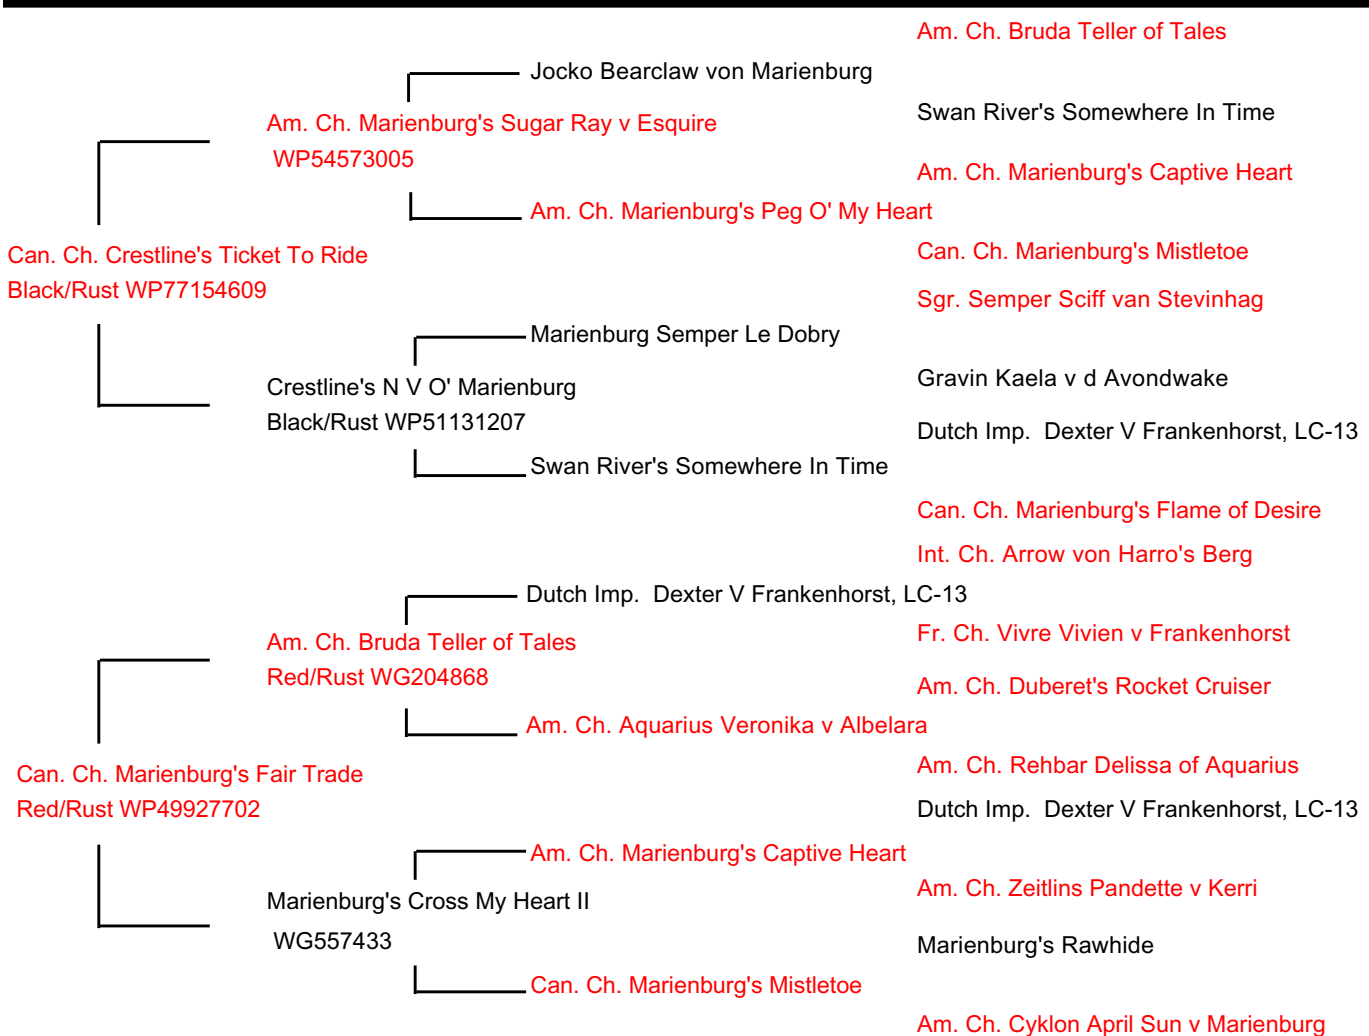 Am. Ch. Bruda Teller of Tales
Jocko Bearclaw von Marienburg
Swan River's Somewhere In Time
Am. Ch. Marienburg's Sugar Ray v Esquire
WP54573005
Am. Ch. Marienburg's Captive Heart
Am. Ch. Marienburg's Peg O' My Heart
Can. Ch. Marienburg's Mistletoe
Can. Ch. Crestline's Ticket To Ride
Black/Rust WP77154609
Sgr. Semper Sciff van Stevinhag
Marienburg Semper Le Dobry
Gravin Kaela v d Avondwake
Crestline's N V O' Marienburg
Black/Rust WP51131207
Dutch Imp. Dexter V Frankenhorst, LC-13
Swan River's Somewhere In Time
Can. Ch. Marienburg's Flame of Desire
Int. Ch. Arrow von Harro's Berg
Dutch Imp. Dexter V Frankenhorst, LC-13
Fr. Ch. Vivre Vivien v Frankenhorst
Am. Ch. Bruda Teller of Tales
Red/Rust WG204868
Am. Ch. Duberet's Rocket Cruiser
Am. Ch. Aquarius Veronika v Albelara
Am. Ch. Rehbar Delissa of Aquarius
Can. Ch. Marienburg's Fair Trade
Red/Rust WP49927702
Dutch Imp. Dexter V Frankenhorst, LC-13
Am. Ch. Marienburg's Captive Heart
Am. Ch. Zeitlins Pandette v Kerri
Marienburg's Cross My Heart II
WG557433
Marienburg's Rawhide
Can. Ch. Marienburg's Mistletoe
Am. Ch. Cyklon April Sun v Marienburg